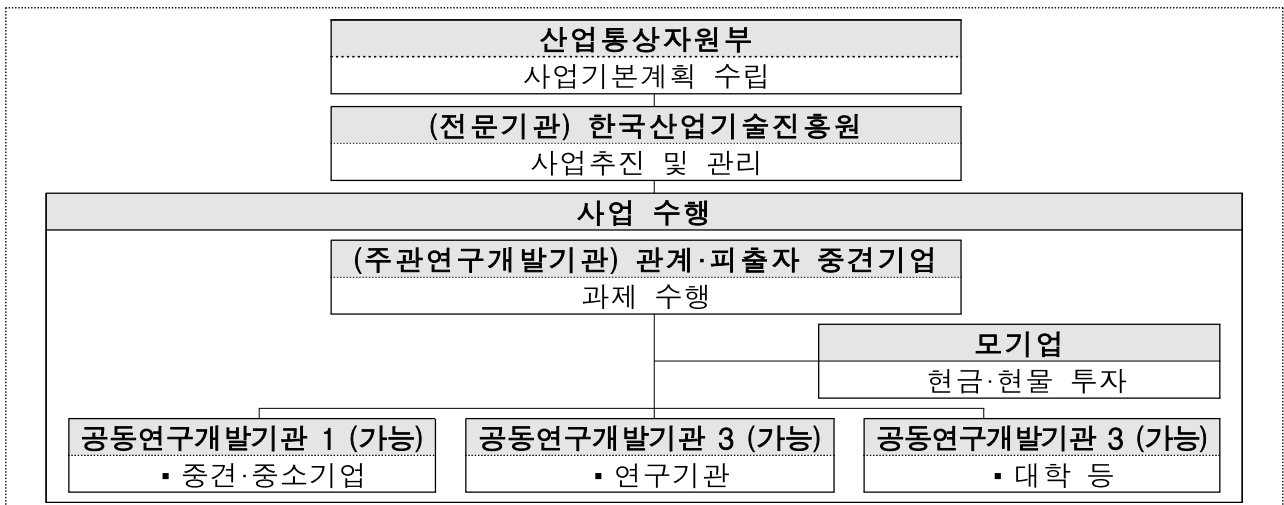 산업통상자원부
사업기본계획 수립
(전문기관) 한국산업기술진흥원
사업추진 및 관리
사업 수행
(주관연구개발기관) 관계·피출자 중견기업
과제 수행
모기업
현금·현물 투자
공동연구개발기관 1 (가능)
▪ 중견·중소기업
공동연구개발기관 3 (가능)
▪ 연구기관
공동연구개발기관 3 (가능)
▪ 대학 등